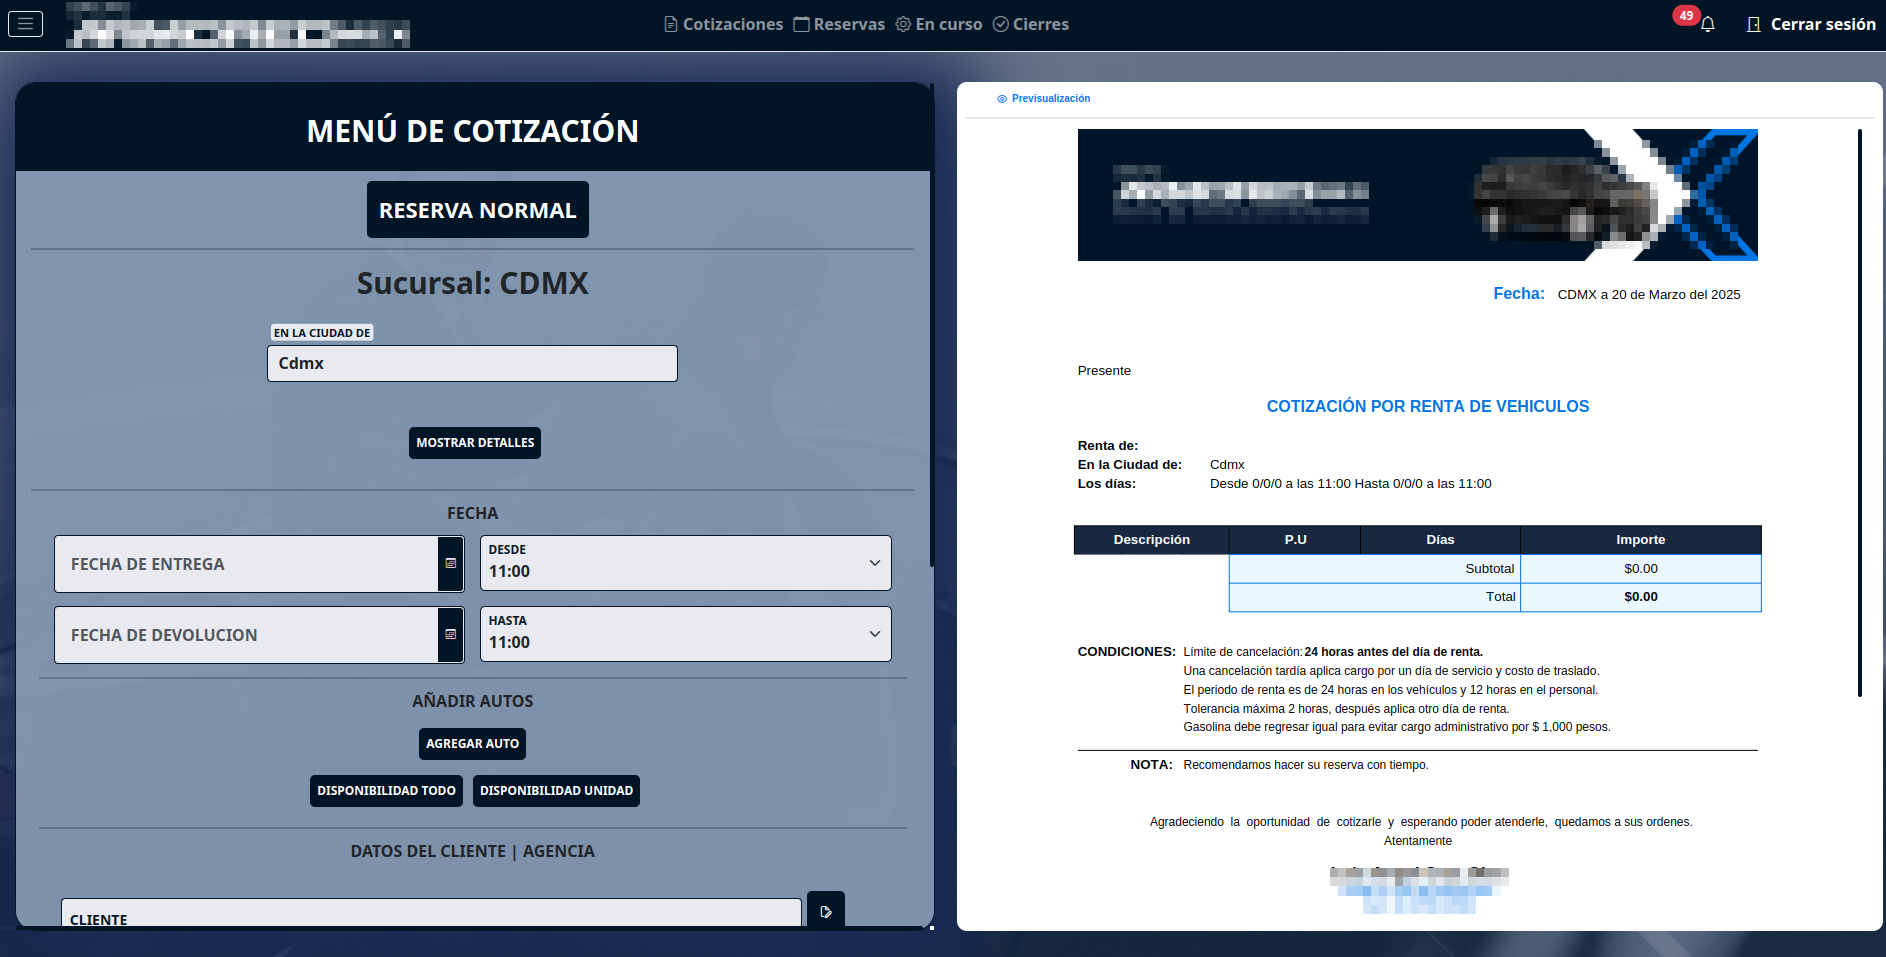 Cotizaciones Reservas En curso Cierres
49
Cerrar sesión
MENÚ DE COTIZACIÓN
RESERVA NORMAL
Sucursal: CDMX
EN LA CIUDAD DE
Cdmx
MOSTRAR DETALLES
FECHA
FECHA DE ENTREGA
DESDE
11:00
FECHA DE DEVOLUCION
HASTA
11:00
AÑADIR AUTOS
AGREGAR AUTO
DISPONIBILIDAD TODO DISPONIBILIDAD UNIDAD
DATOS DEL CLIENTE | AGENCIA
CLIENTE
Previsualización
Fecha: CDMX a 20 de Marzo del 2025
Presente
COTIZACIÓN POR RENTA DE VEHICULOS
Renta de:
En la Ciudad de: Cdmx
Los días: Desde 0/0/0 a las 11:00 Hasta 0/0/0 a las 11:00
Descripción P.U Días Importe
Subtotal $0.00
Total $0.00
CONDICIONES: Límite de cancelación: 24 horas antes del día de renta.
Una cancelación tardía aplica cargo por un día de servicio y costo de traslado.
El periodo de renta es de 24 horas en los vehículos y 12 horas en el personal.
Tolerancia máxima 2 horas, después aplica otro día de renta.
Gasolina debe regresar igual para evitar cargo administrativo por $ 1,000 pesos.
NOTA: Recomendamos hacer su reserva con tiempo.
Agradeciendo la oportunidad de cotizarle y esperando poder atenderle, quedamos a sus ordenes.
Atentamente